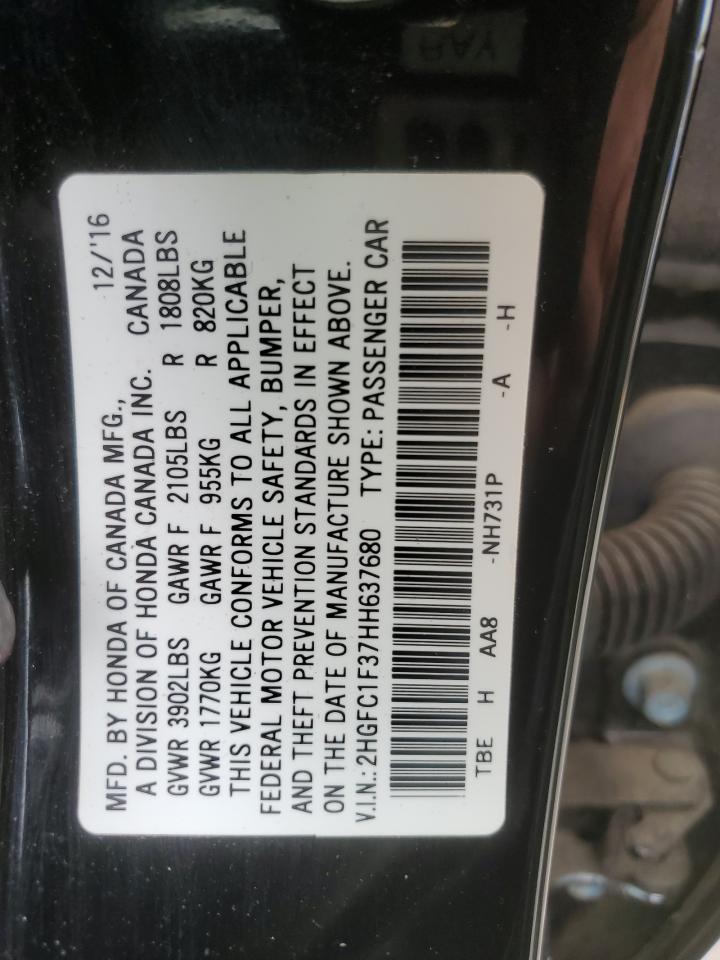 12/'16
MFD. BY HONDA OF CANADA MFG.,
A DIVISION OF HONDA CANADA INC. CANADA
GVWR 3902LBS GAWR F 2105LBS R 1808LBS
GVWR 1770KG GAWR F 955KG R 820KG
THIS VEHICLE CONFORMS TO ALL APPLICABLE
FEDERAL MOTOR VEHICLE SAFETY, BUMPER,
AND THEFT PREVENTION STANDARDS IN EFFECT
ON THE DATE OF MANUFACTURE SHOWN ABOVE.
V.I.N.: 2HGFC1F37HH637680 TYPE: PASSENGER CAR
TBE H AA8 -NH731P -A -H